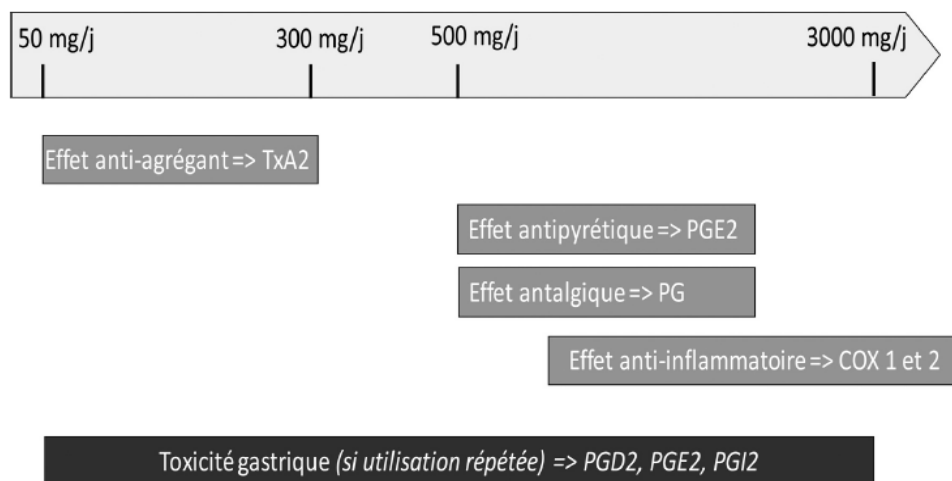 50 mg/j 300 mg/j 500 mg/j 3000 mg/j
Effet anti-agrégant => TxA2
Effet antipyrétique => PGE2
Effet antalgique => PG
Effet anti-inflammatoire => COX 1 et 2
Toxicité gastrique (si utilisation répétée) => PGD2, PGE2, PGI2